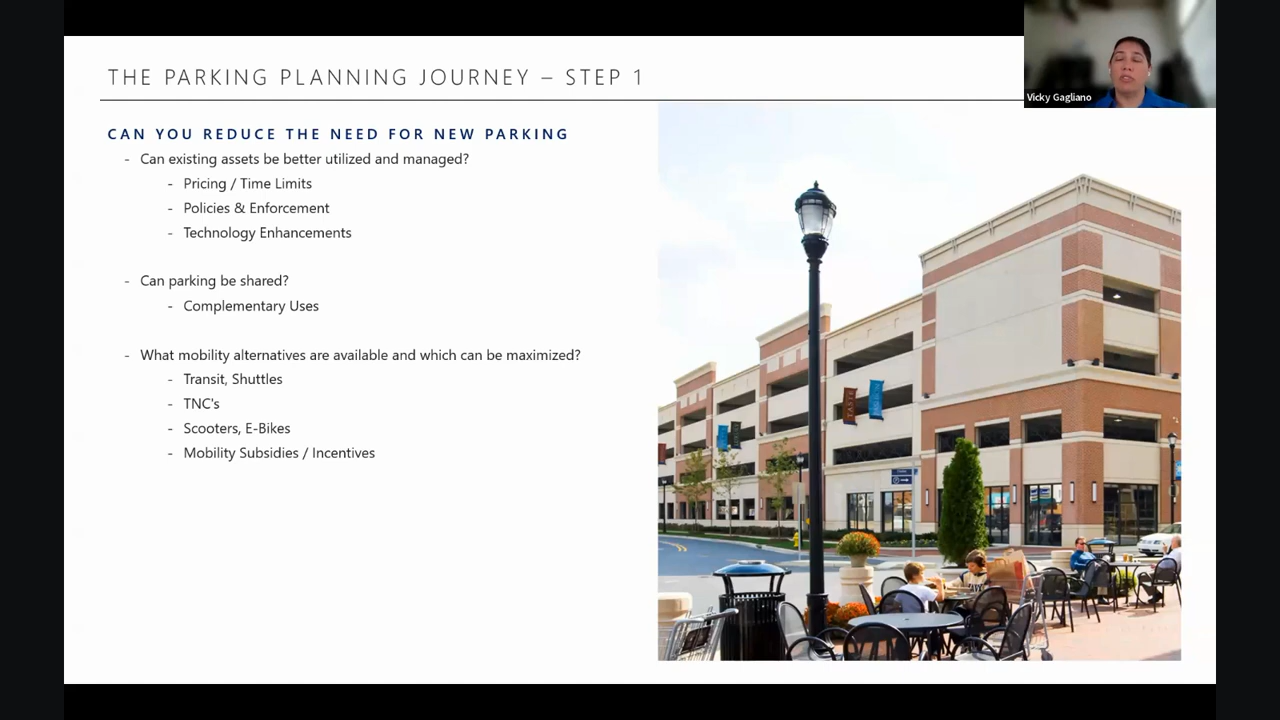 THE PARKING PLANNING JOURNEY – STEP 1
Vicky Gagliano
CAN YOU REDUCE THE NEED FOR NEW PARKING
- Can existing assets be better utilized and managed?
- Pricing / Time Limits
- Policies & Enforcement
- Technology Enhancements
- Can parking be shared?
- Complementary Uses
- What mobility alternatives are available and which can be maximized?
- Transit, Shuttles
- TNC's
- Scooters, E-Bikes
- Mobility Subsidies / Incentives
TASTE